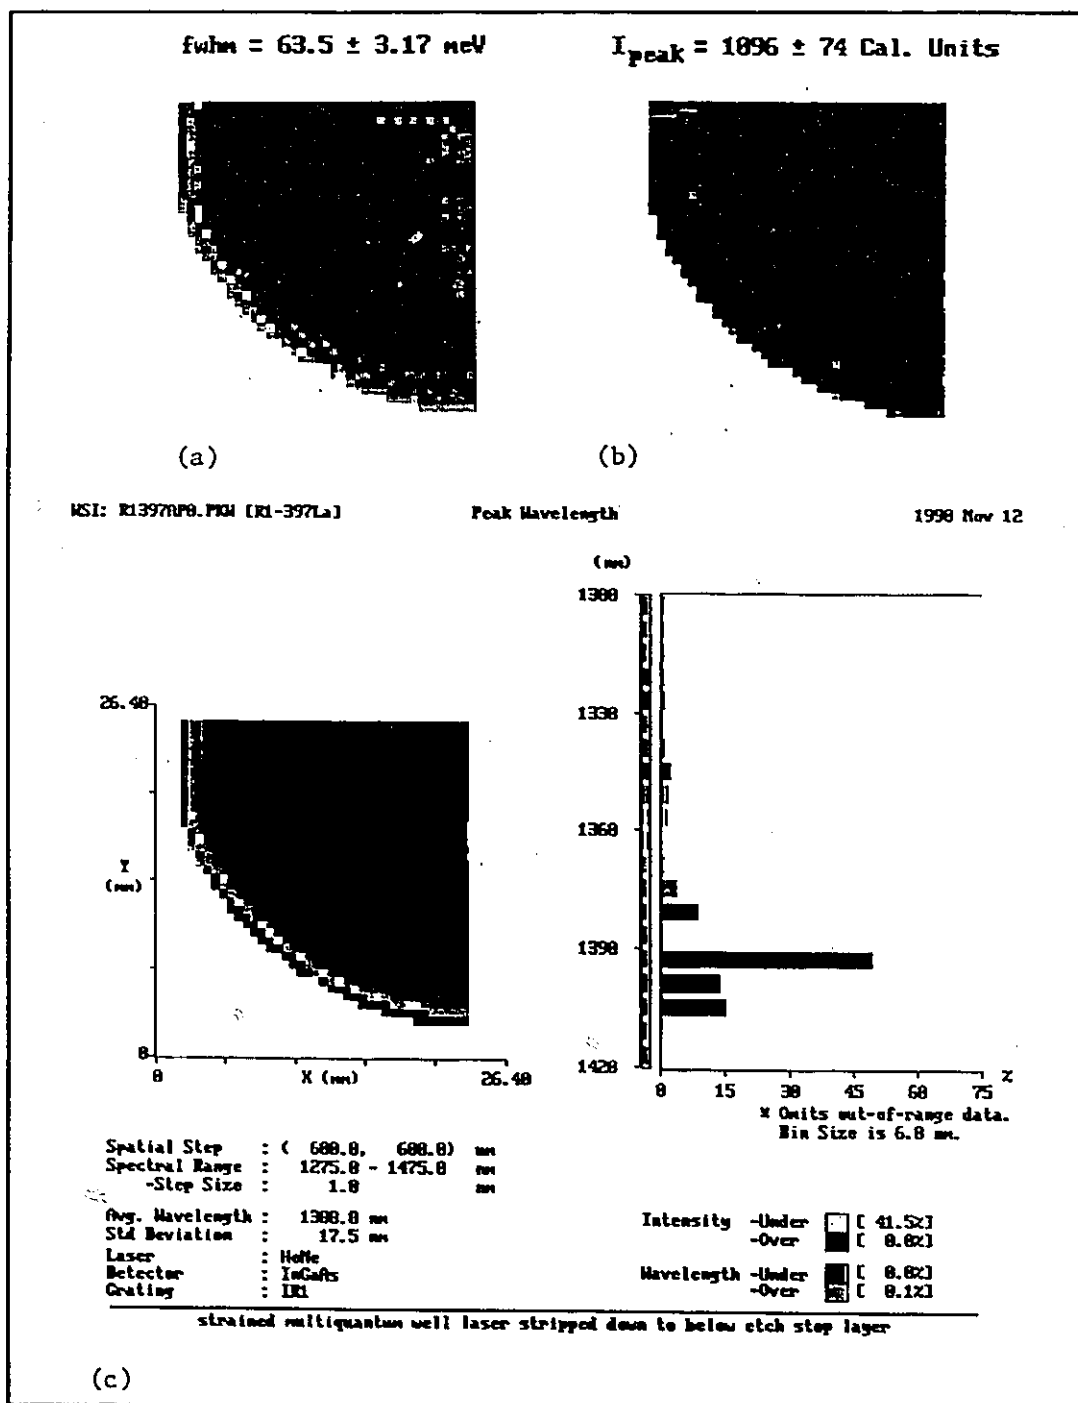 fwhm = 63.5 ± 3.17 meV
I peak = 1096 ± 74 Cal. Units
(a)
(b)
WSI: R1397AP0.PKW [R1-397La]
Peak Wavelength
1998 Nov 12
(nm)
1300
1330
1360
1390
1420
0 15 30 45 60 75 %
% Omits out-of-range data.
Bin Size is 6.0 nm.
26.40
Y
(mm)
0
0 X (mm) 26.40
Spatial Step : ( 600.0, 600.0) um
Spectral Range : 1275.0 - 1475.0 nm
-Step Size : 1.0 nm
Avg. Wavelength : 1388.0 nm
Std Deviation : 17.5 nm
Laser : HeNe
Detector : InGaAs
Grating : IR1
Intensity -Under [ 41.5%]
-Over [ 0.0%]
Wavelength -Under [ 0.0%]
-Over [ 0.1%]
strained multiquantum well laser stripped down to below etch stop layer
(c)